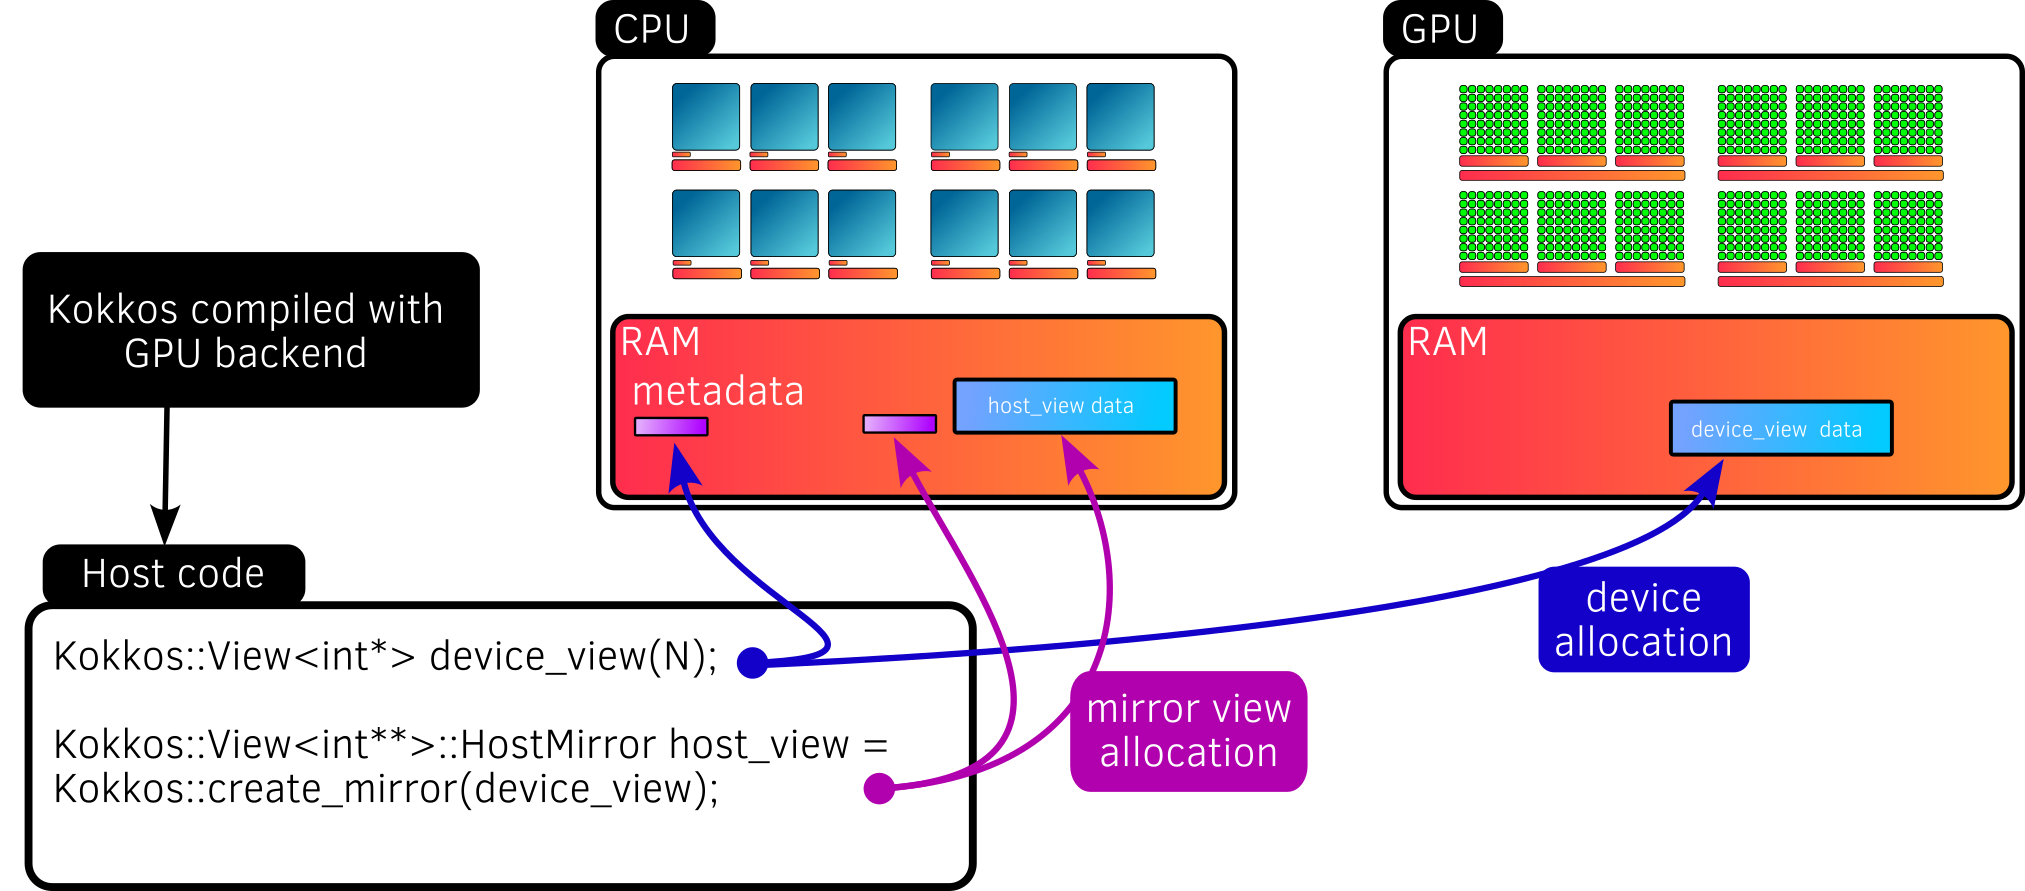 CPU
GPU
RAM
metadata
host_view data
RAM
device_view  data
Kokkos compiled with
GPU backend
Host code
Kokkos::View<int*> device_view(N);
Kokkos::View<int**>::HostMirror host_view =
Kokkos::create_mirror(device_view);
device
allocation
mirror view
allocation